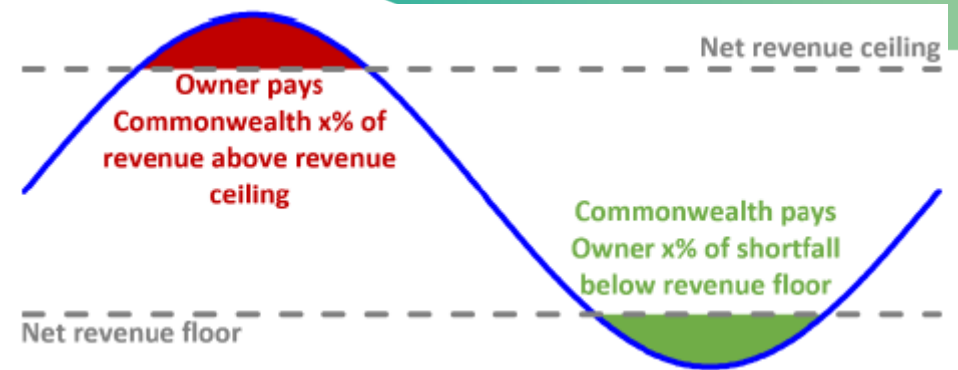 Net revenue ceiling
Owner pays
Commonwealth x% of
revenue above revenue
ceiling
Commonwealth pays
Owner x% of shortfall
below revenue floor
Net revenue floor